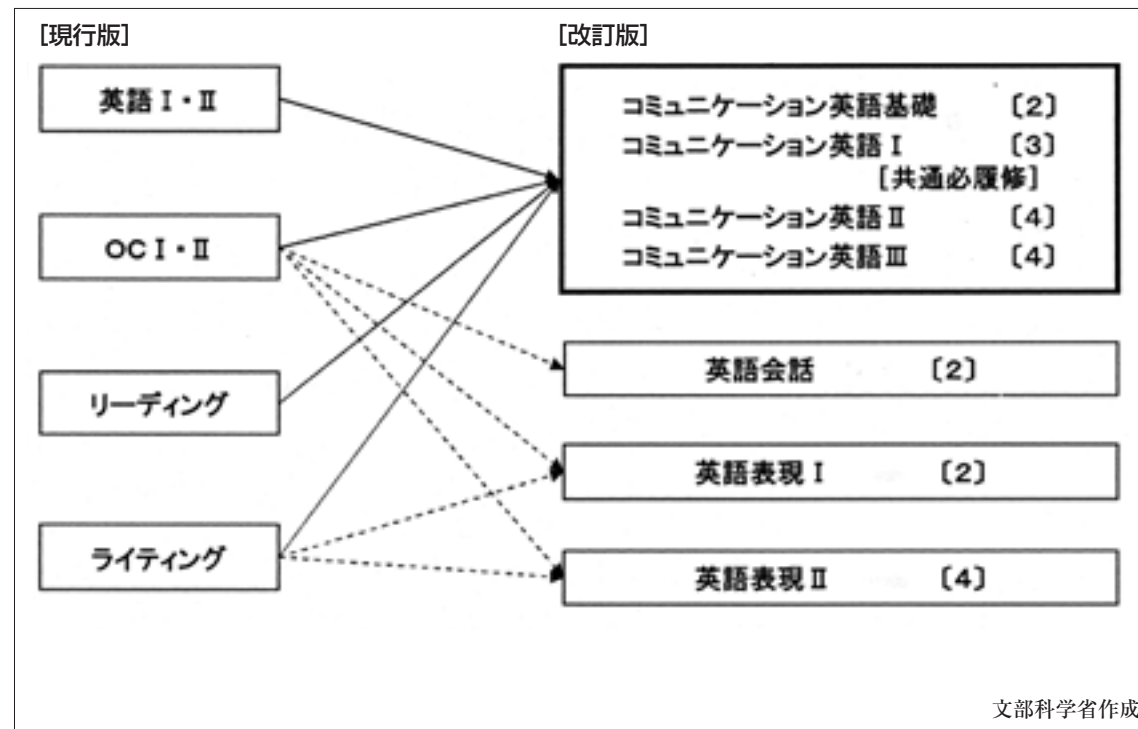 [現行版]
英語Ⅰ・Ⅱ
OCⅠ・Ⅱ
リーディング
ライティング
[改訂版]
コミュニケーション英語基礎 〔2〕
コミュニケーション英語Ⅰ 〔3〕
[共通必履修]
コミュニケーション英語Ⅱ 〔4〕
コミュニケーション英語Ⅲ 〔4〕
英語会話 〔2〕
英語表現Ⅰ 〔2〕
英語表現Ⅱ 〔4〕
文部科学省作成